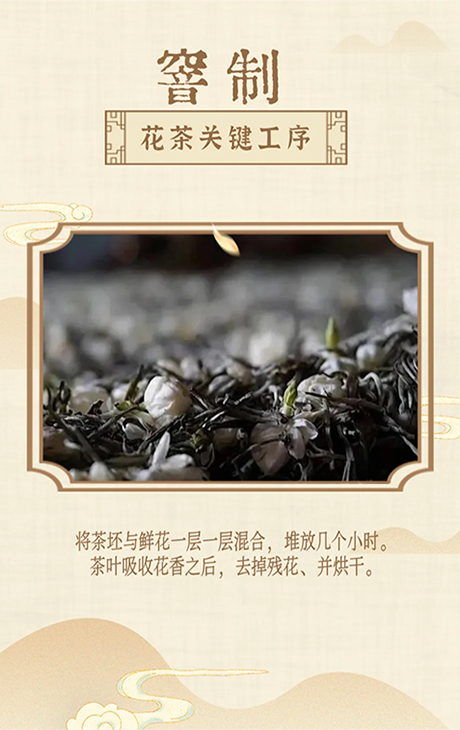 窨制
花茶关键工序
将茶坯与鲜花一层一层混合，堆放几个小时。
茶叶吸收花香之后，去掉残花、并烘干。